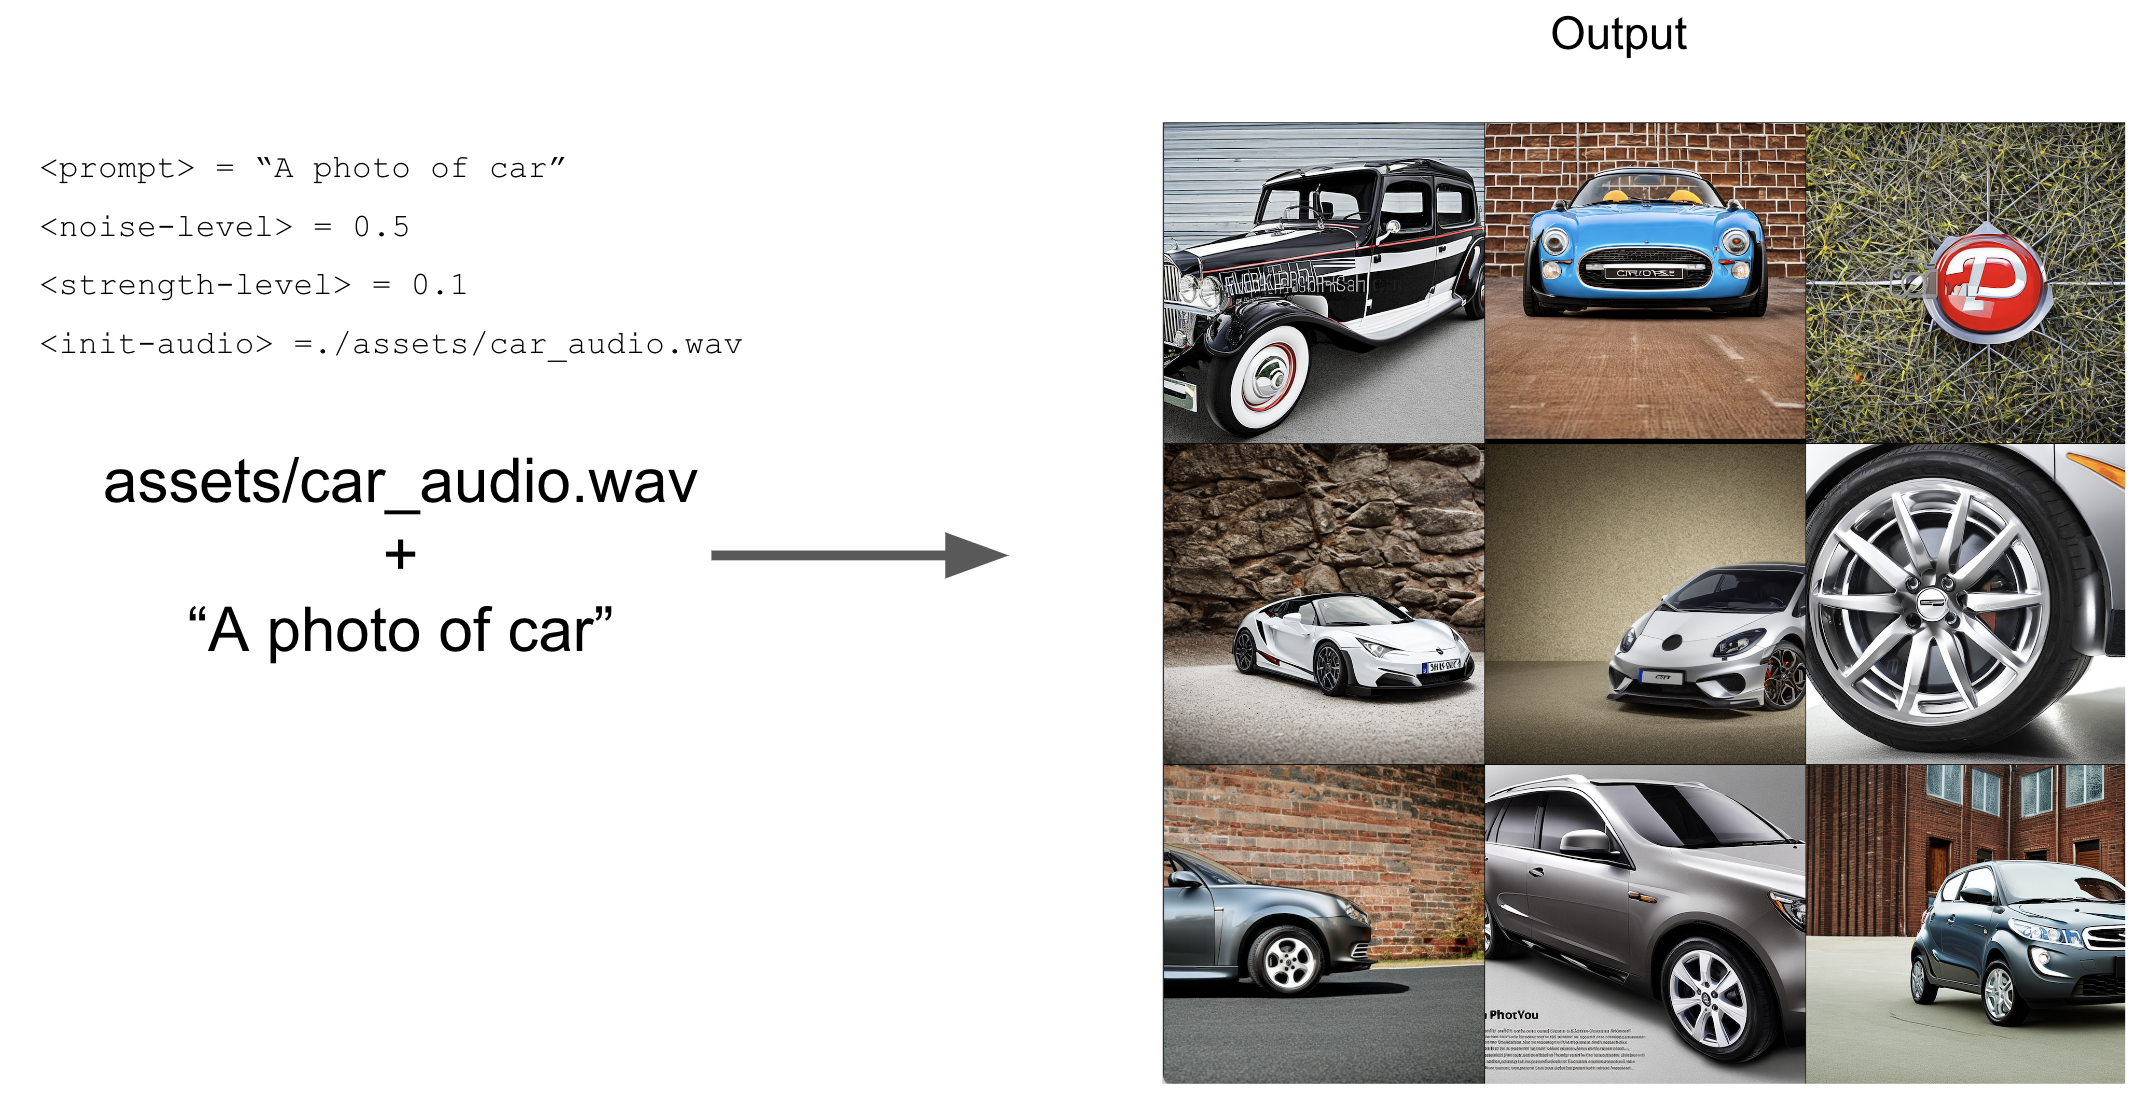 Output
<prompt> = “A photo of car”
<noise-level> = 0.5
<strength-level> = 0.1
<init-audio> =./assets/car_audio.wav
assets/car_audio.wav
+
“A photo of car”
PhotYou